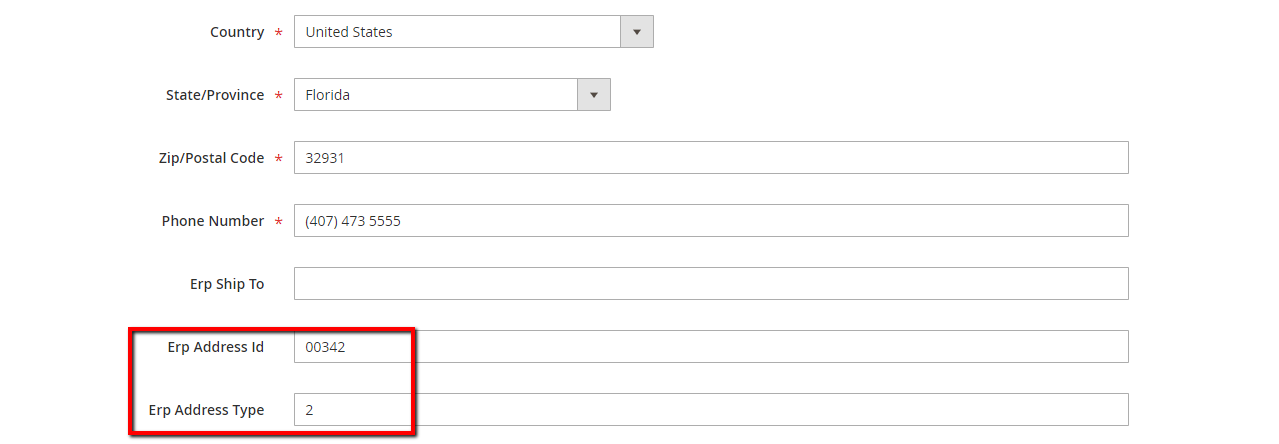 Country * United States
State/Province * Florida
Zip/Postal Code * 32931
Phone Number * (407) 473 5555
Erp Ship To
Erp Address Id 00342
Erp Address Type 2